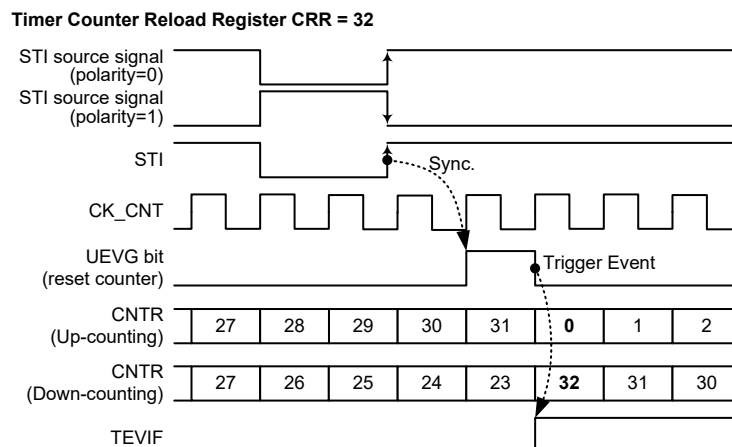 Timer Counter Reload Register CRR = 32
STI source signal
(polarity=0)
STI source signal
(polarity=1)
STI
Sync.
CK_CNT
UEVG bit
(reset counter)
Trigger Event
CNTR
(Up-counting)
27 28 29 30 31 0 1 2
CNTR
(Down-counting)
27 26 25 24 23 32 31 30
TEVIF